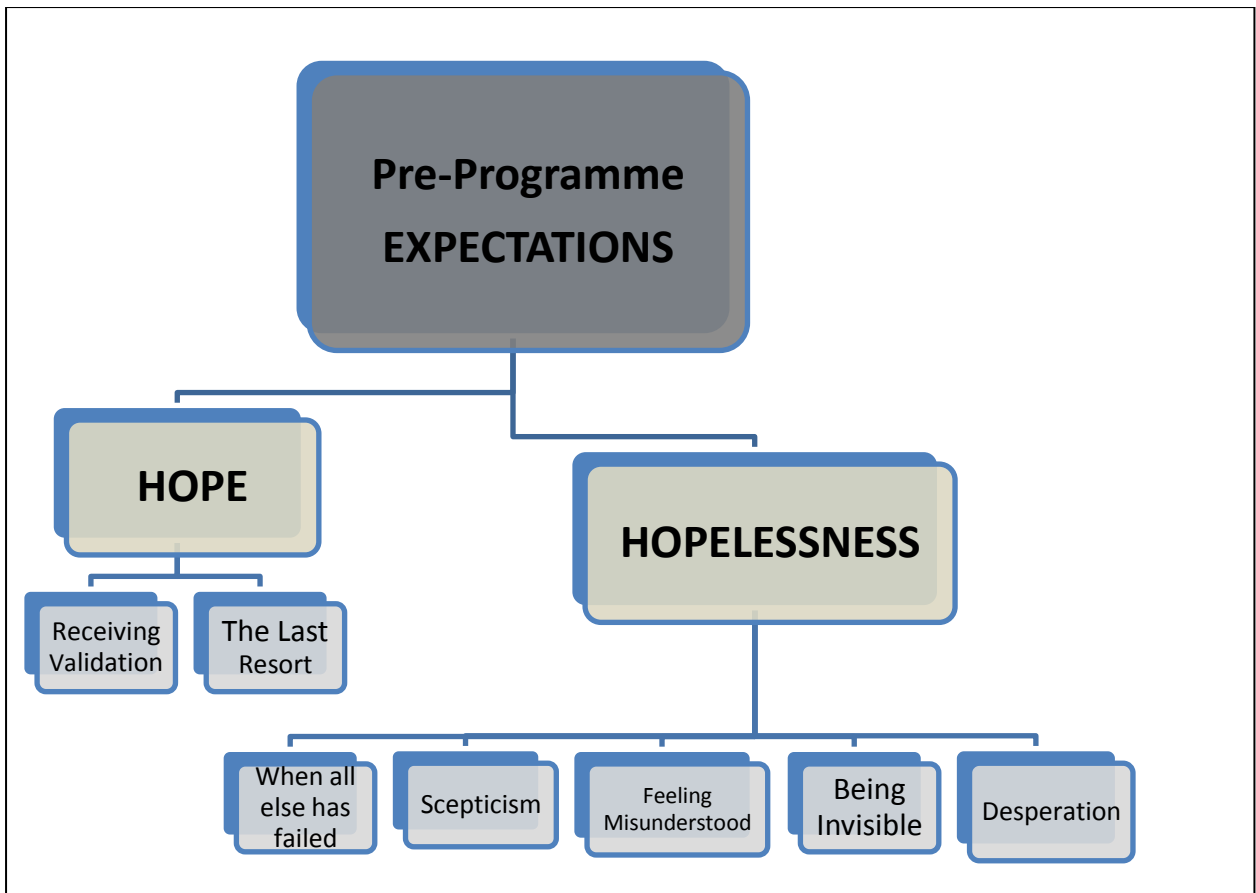 Pre-Programme
EXPECTATIONS
HOPE
HOPELESSNESS
Receiving
Validation
The Last
Resort
When all
else has
failed
Scepticism
Feeling
Misunderstood
Being
Invisible
Desperation